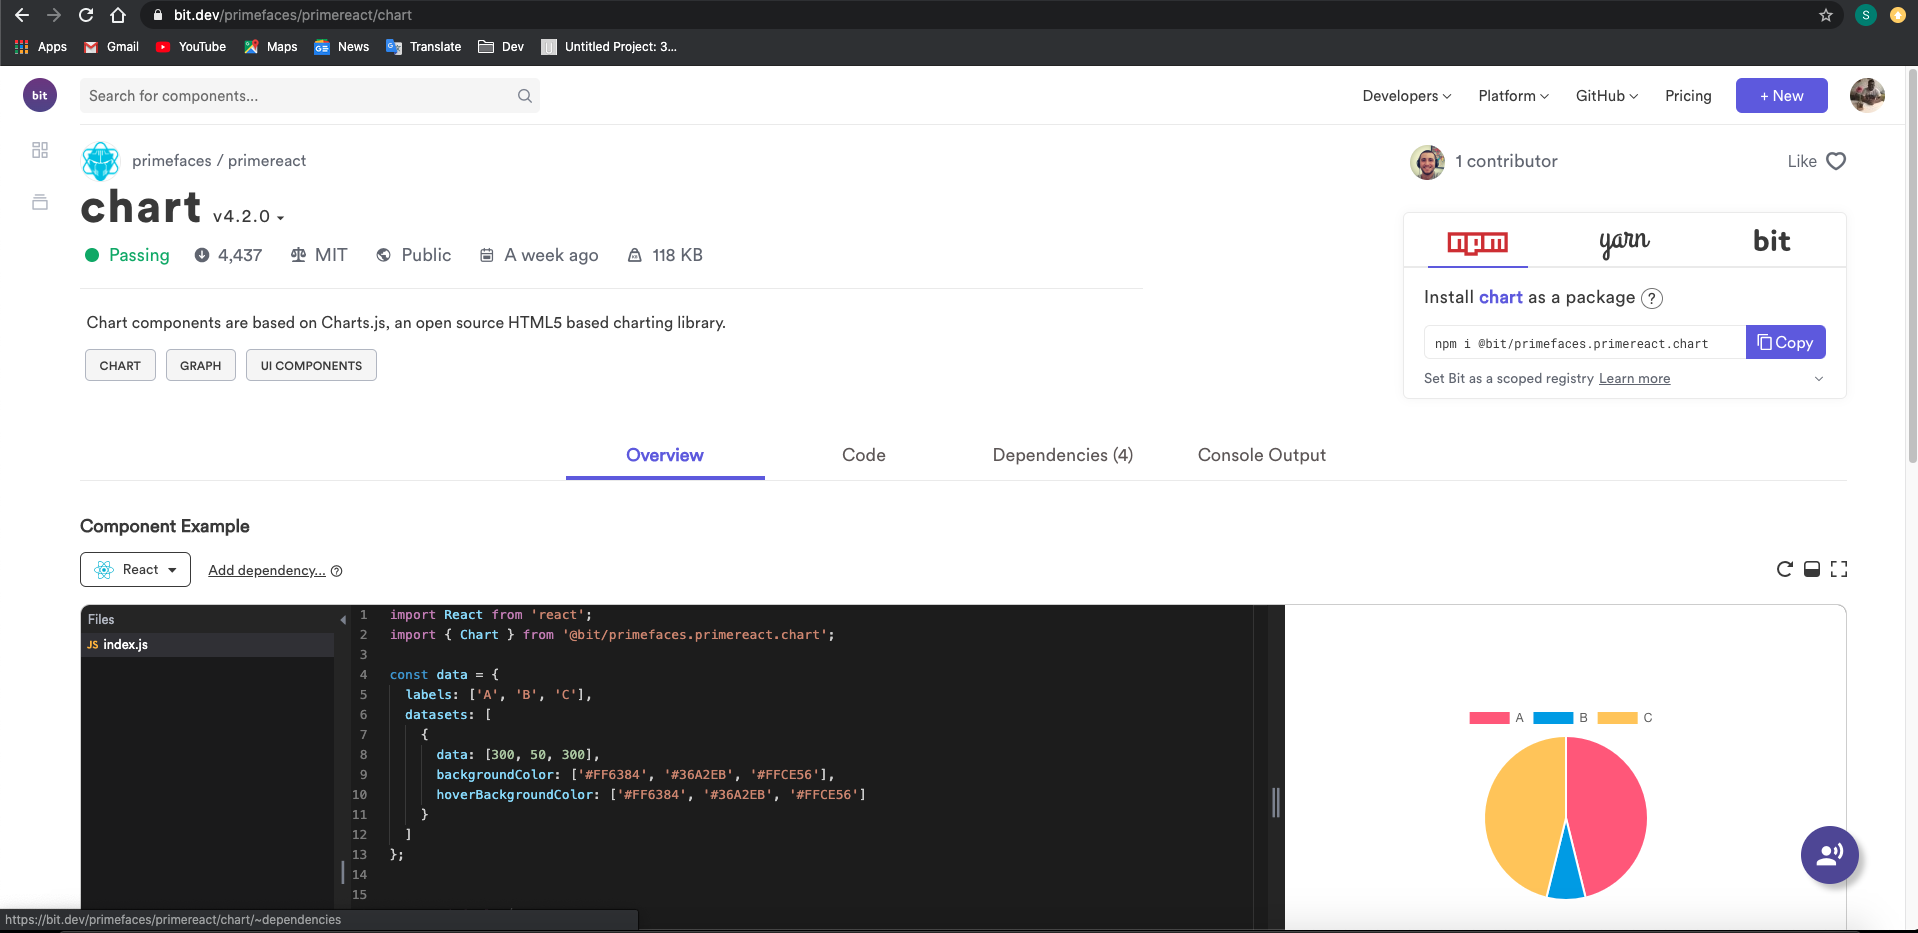 bit.dev/primefaces/primereact/chart
S
Apps Gmail YouTube Maps News Translate Dev Untitled Project: 3...
bit Search for components... Developers Platform GitHub Pricing + New
primefaces / primereact
1 contributor Like
chart v4.2.0
Passing 4,437 MIT Public A week ago 118 KB
npm yarn bit
Install chart as a package ?
Chart components are based on Charts.js, an open source HTML5 based charting library.
npm i @bit/primefaces.primereact.chart Copy
CHART GRAPH UI COMPONENTS
Set Bit as a scoped registry Learn more
Overview Code Dependencies (4) Console Output
Component Example
React Add dependency... ?
Files
JS index.js
1 import React from 'react';
2 import { Chart } from '@bit/primefaces.primereact.chart';
3
4 const data = {
5 labels: ['A', 'B', 'C'],
6 datasets: [
7 {
8 data: [300, 50, 300],
9 backgroundColor: ['#FF6384', '#36A2EB', '#FFCE56'],
10 hoverBackgroundColor: ['#FF6384', '#36A2EB', '#FFCE56']
11 }
12 ]
13 };
14
15
A B C
https://bit.dev/primefaces/primereact/chart/~dependencies